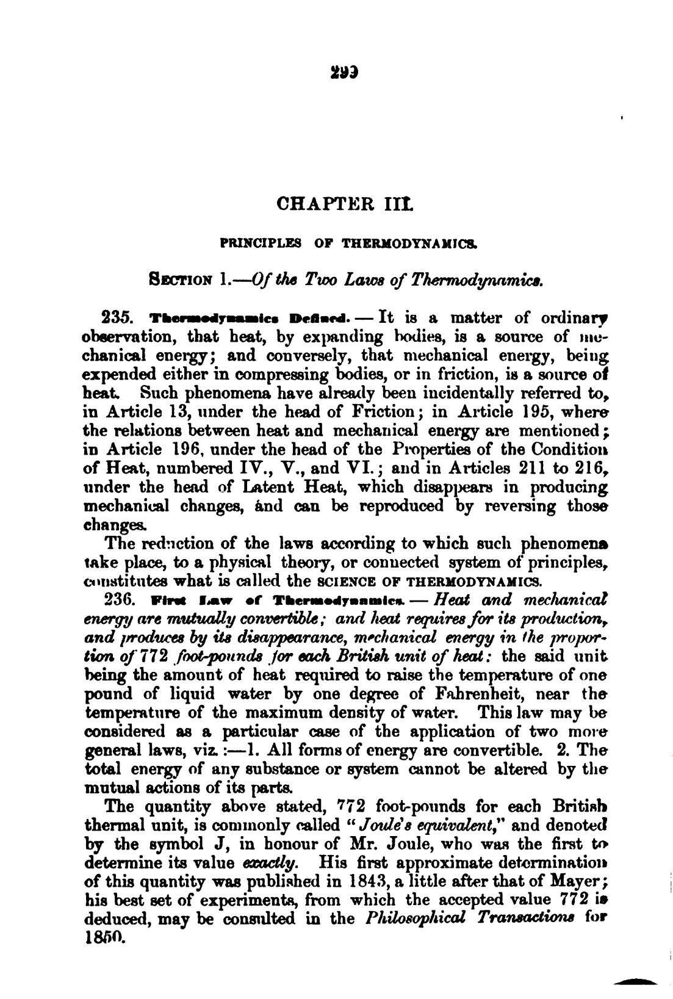 299
CHAPTER III.
PRINCIPLES OF THERMODYNAMICS.
SECTION 1.—Of the Two Laws of Thermodynamics.
235. Thermodynamics Defined. — It is a matter of ordinary
observation, that heat, by expanding bodies, is a source of me-
chanical energy; and conversely, that mechanical energy, being
expended either in compressing bodies, or in friction, is a source of
heat. Such phenomena have already been incidentally referred to,
in Article 13, under the head of Friction; in Article 195, where
the relations between heat and mechanical energy are mentioned;
in Article 196, under the head of the Properties of the Condition
of Heat, numbered IV., V., and VI.; and in Articles 211 to 216,
under the head of Latent Heat, which disappears in producing
mechanical changes, and can be reproduced by reversing those
changes.
The reduction of the laws according to which such phenomena
take place, to a physical theory, or connected system of principles,
constitutes what is called the SCIENCE OF THERMODYNAMICS.
236. First Law of Thermodynamics. — Heat and mechanical
energy are mutually convertible; and heat requires for its production,
and produces by its disappearance, mechanical energy in the propor-
tion of 772 foot-pounds for each British unit of heat: the said unit
being the amount of heat required to raise the temperature of one
pound of liquid water by one degree of Fahrenheit, near the
temperature of the maximum density of water. This law may be
considered as a particular case of the application of two more
general laws, viz. :—1. All forms of energy are convertible. 2. The
total energy of any substance or system cannot be altered by the
mutual actions of its parts.
The quantity above stated, 772 foot-pounds for each British
thermal unit, is commonly called "Joule's equivalent," and denoted
by the symbol J, in honour of Mr. Joule, who was the first to
determine its value exactly. His first approximate determination
of this quantity was published in 1843, a little after that of Mayer;
his best set of experiments, from which the accepted value 772 is
deduced, may be consulted in the Philosophical Transactions for
1850.